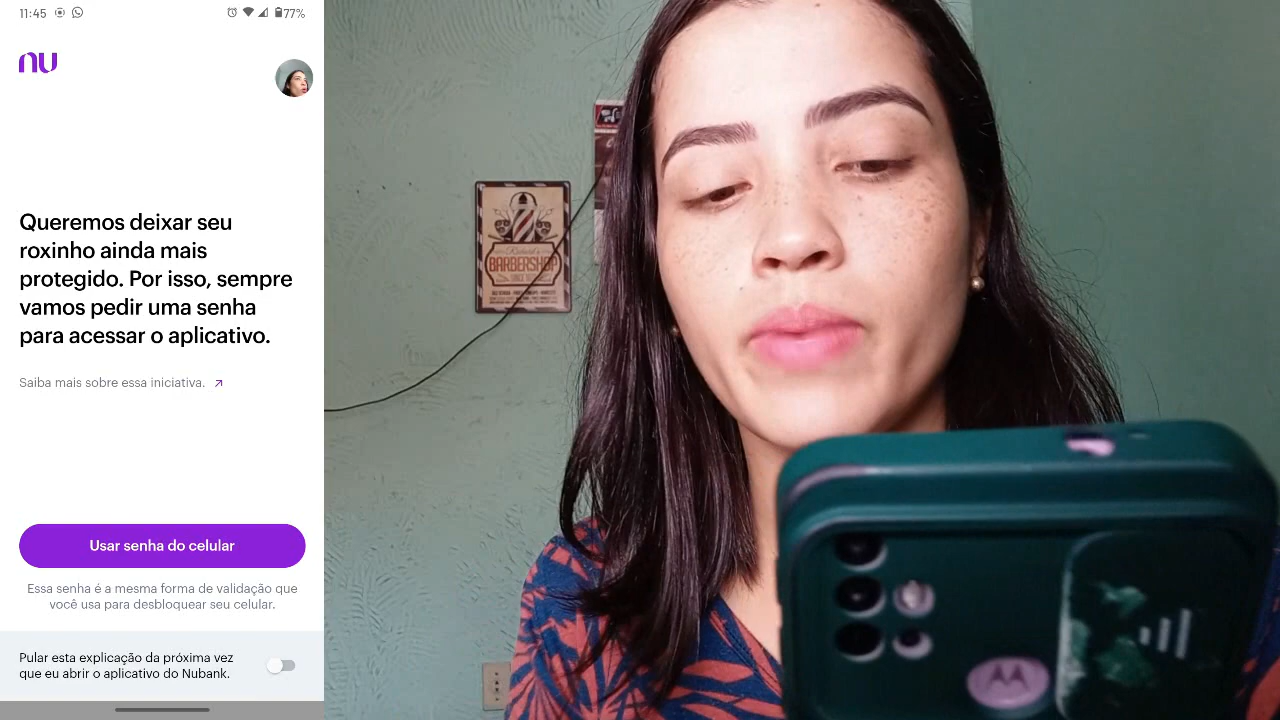 11:45
77%
nu
Queremos deixar seu
roxinho ainda mais
protegido. Por isso, sempre
vamos pedir uma senha
para acessar o aplicativo.
Saiba mais sobre essa iniciativa.
Usar senha do celular
Essa senha é a mesma forma de validação que
você usa para desbloquear seu celular.
Pular esta explicação da próxima vez
que eu abrir o aplicativo do Nubank.
BARBERSHOP